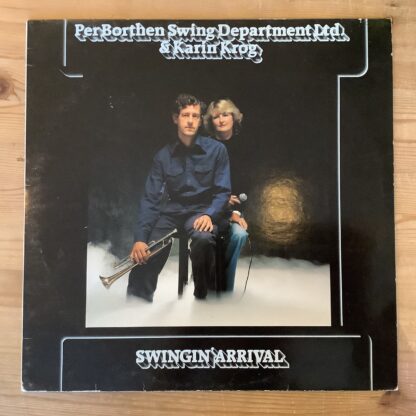 Per Borthen Swing Department Ltd.
& Karin Krog
SWINGIN' ARRIVAL